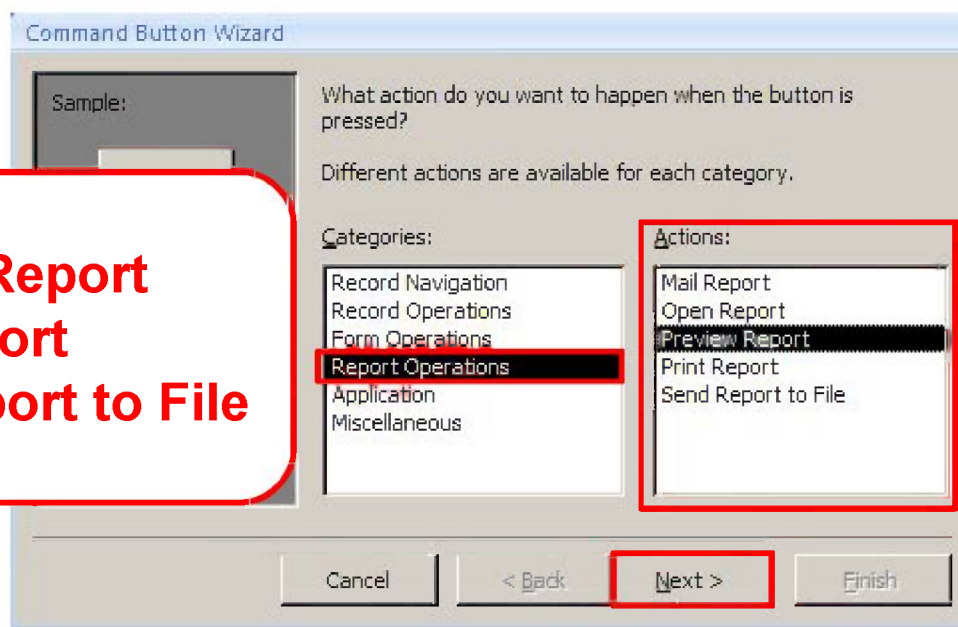 Command Button Wizard
Sample:
What action do you want to happen when the button is
pressed?
Different actions are available for each category.
Categories:
Record Navigation
Record Operations
Form Operations
Report Operations
Application
Miscellaneous
Actions:
Mail Report
Open Report
Preview Report
Print Report
Send Report to File
Report
ort
port to File
Cancel
< Back
Next >
Finish